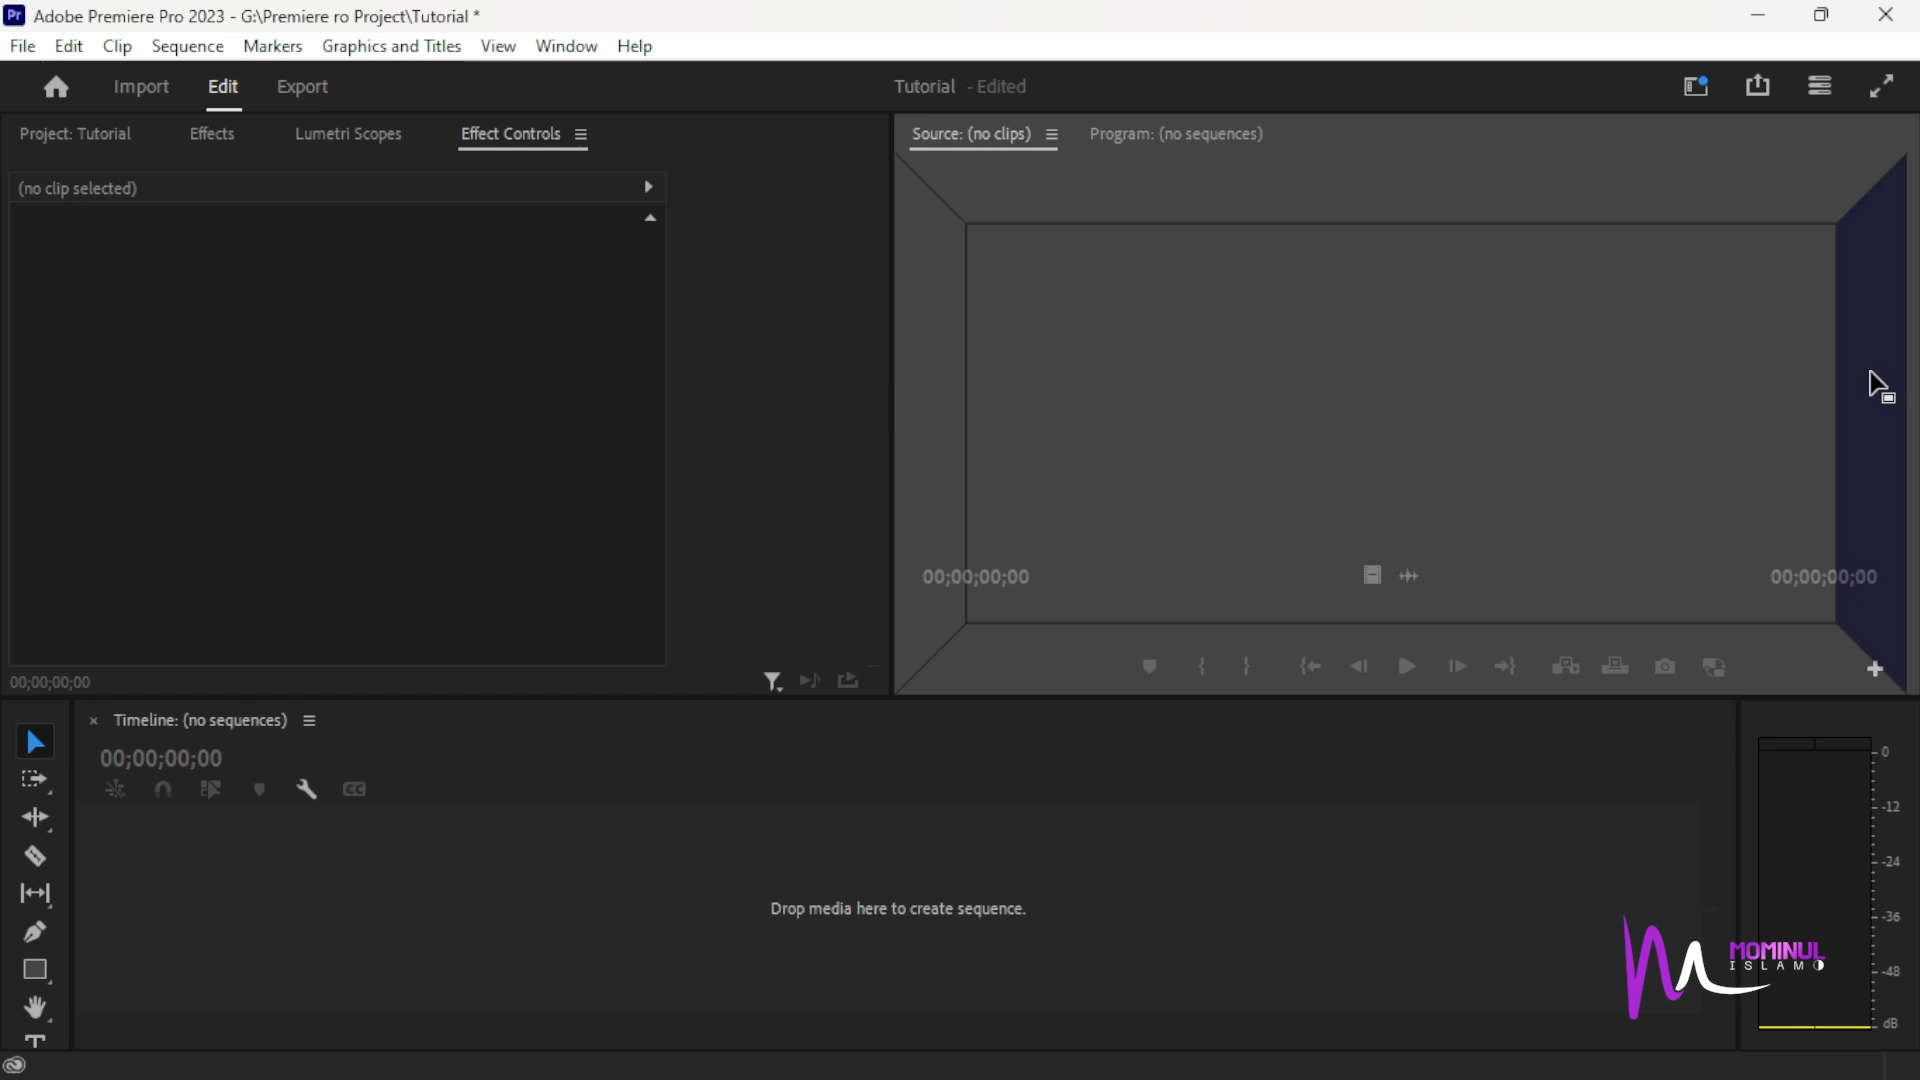 Pr Adobe Premiere Pro 2023 - G:\Premiere ro Project\Tutorial *
File Edit Clip Sequence Markers Graphics and Titles View Window Help
Import Edit Export Tutorial - Edited
Project: Tutorial Effects Lumetri Scopes Effect Controls Source: (no clips) Program: (no sequences)
(no clip selected)
00;00;00;00 00;00;00;00
00;00;00;00
Timeline: (no sequences)
00;00;00;00
CC
0
-12
-24
Drop media here to create sequence.
-36
MOMINUL
ISLAM
-48
dB